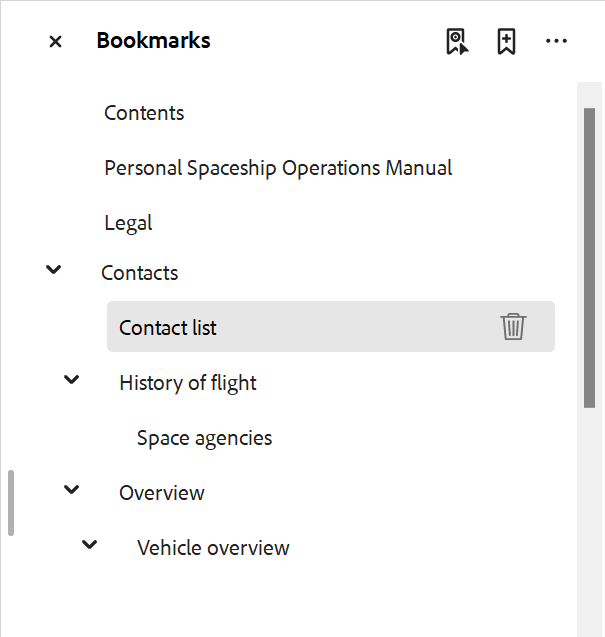 Bookmarks
Contents
Personal Spaceship Operations Manual
Legal
Contacts
Contact list
History of flight
Space agencies
Overview
Vehicle overview